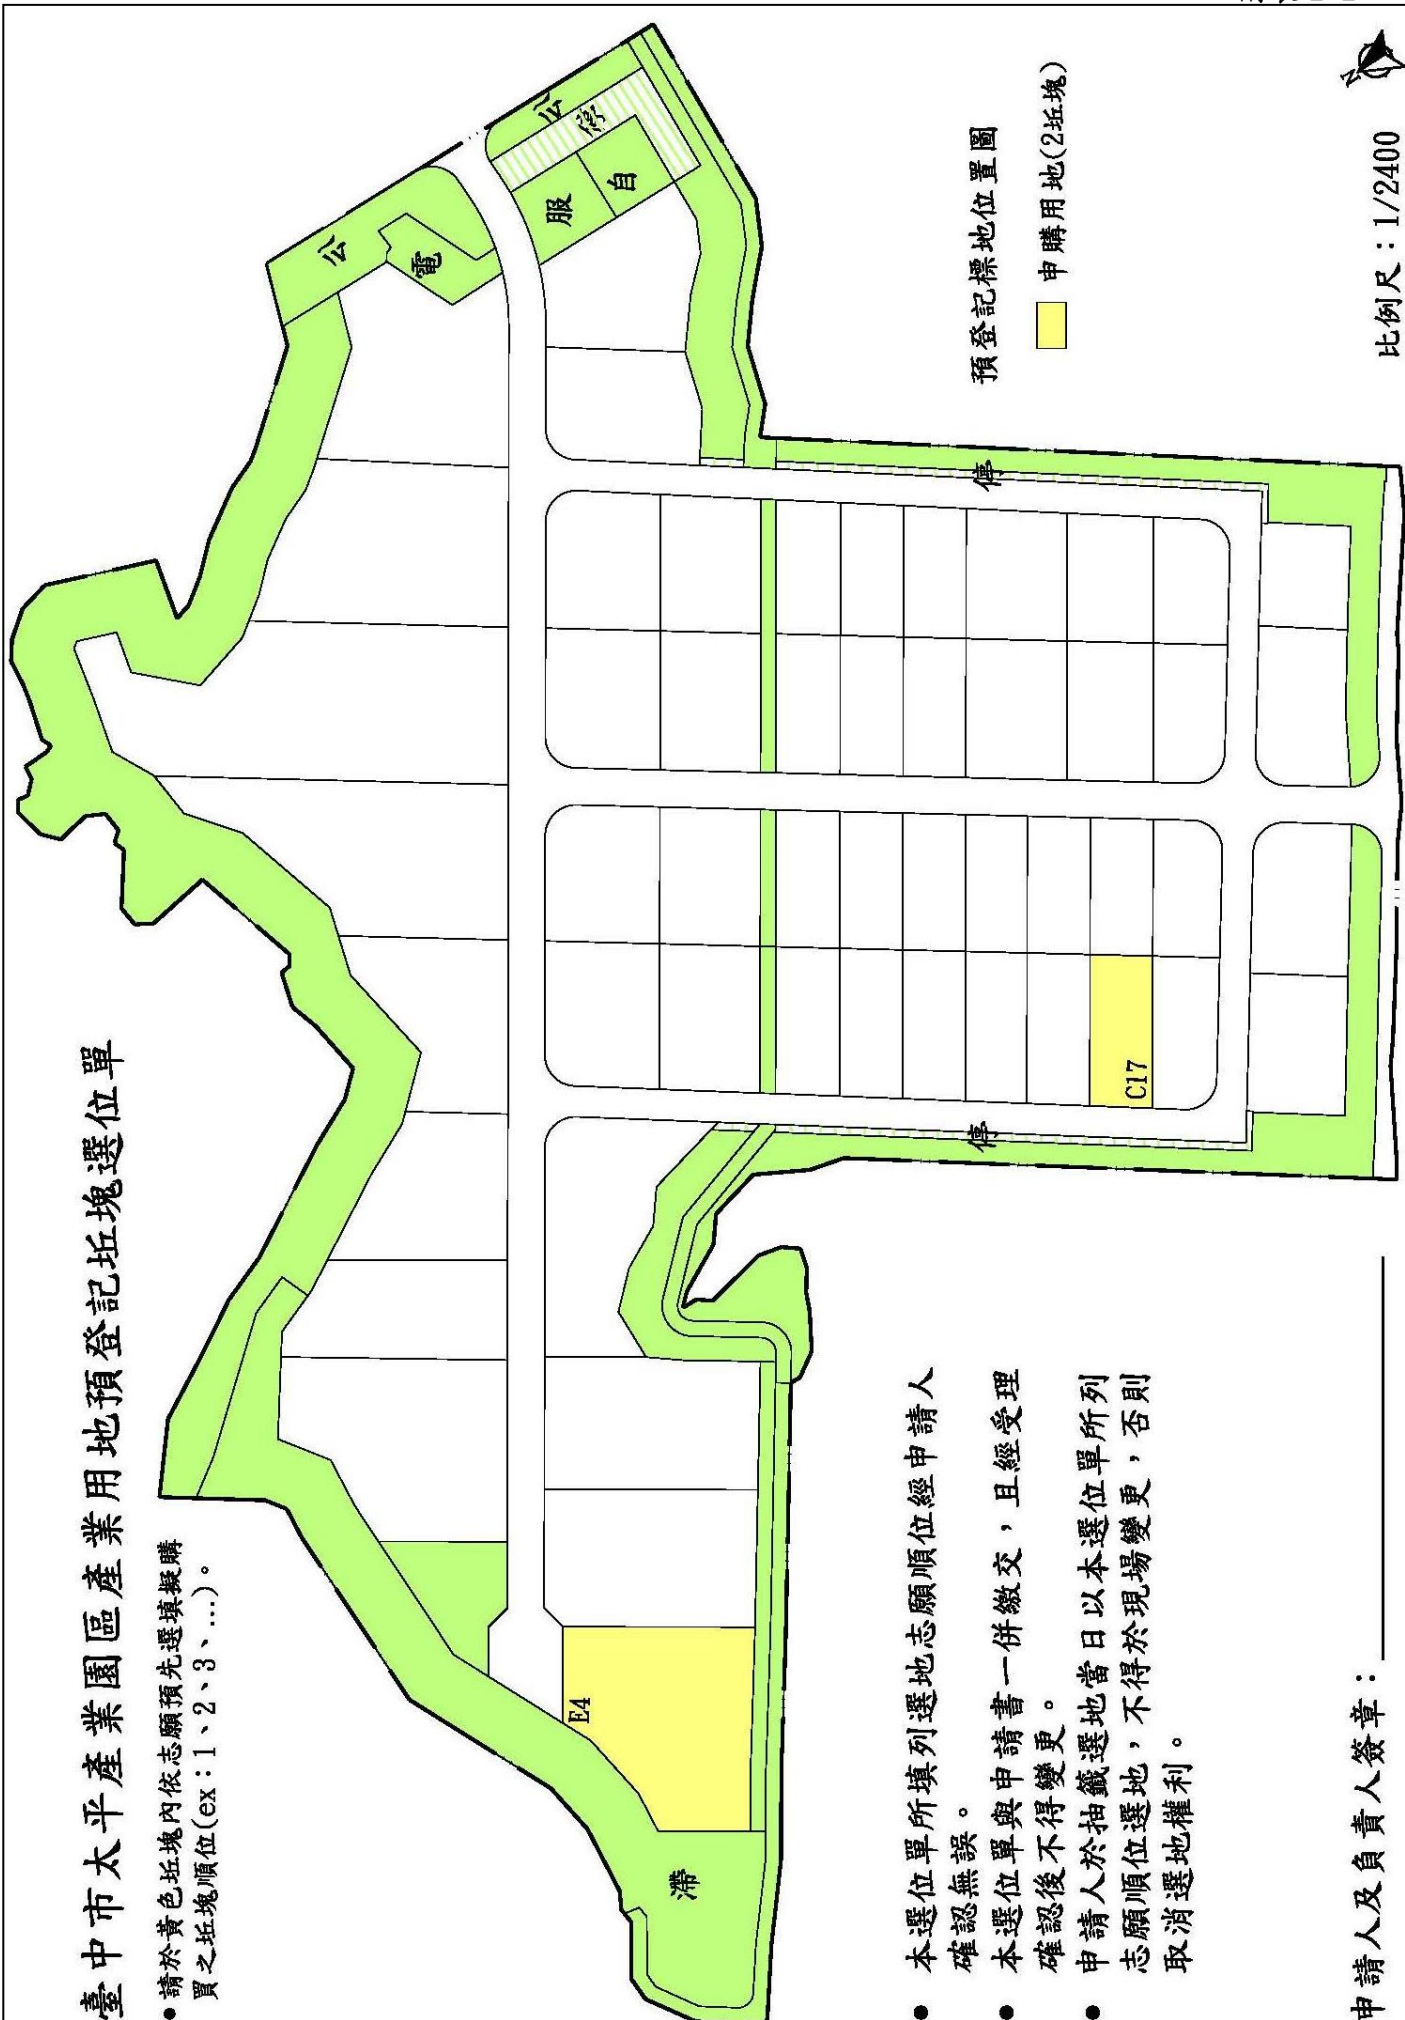 臺中市太平產業園區產業用地預登記坵塊選位單
•請於黃色坵塊內依志願預先選填擬購
買之坵塊順位(ex:1、2、3、...)。
公
電
公
街
服
自
停
停
滯
E4
C17
預登記標地位置圖
申購用地(2坵塊)
N
比例尺：1/2400
• 本選位單所填列選地志願順位經申請人
確認無誤。
• 本選位單與申請書一併繳交，且經受理
確認後不得變更。
• 申請人於抽籤選地當日以本選位單所列
志願順位選地，不得於現場變更，否則
取消選地權利。
申請人及負責人簽章：